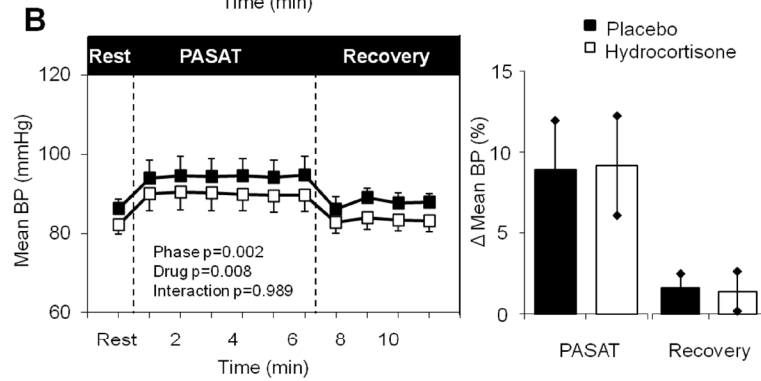 Time (min)
B
Rest PASAT Recovery
120
100
80
60
Mean BP (mmHg)
Phase p=0.002
Drug p=0.008
Interaction p=0.989
Rest 2 4 6 8 10
Time (min)
Placebo
Hydrocortisone
15
10
5
0
Δ Mean BP (%)
PASAT Recovery